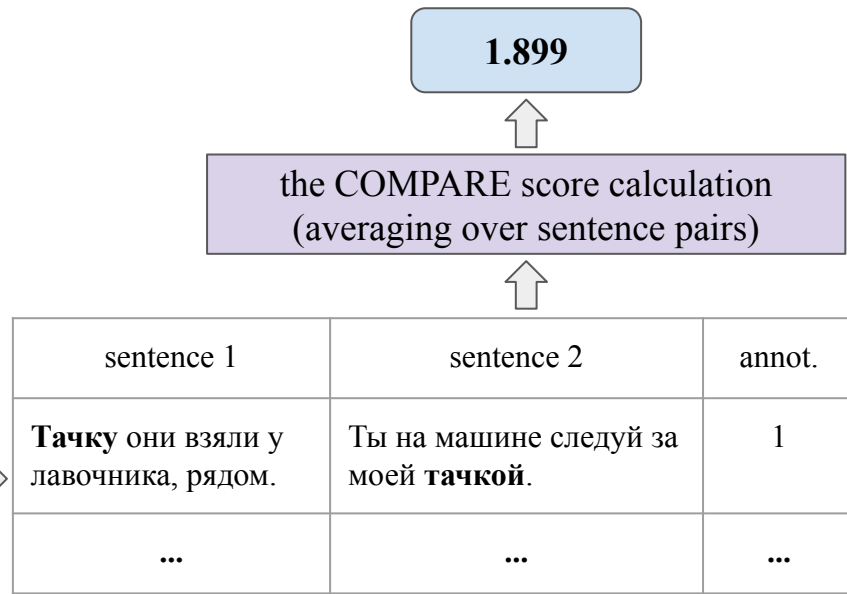 1.899
the COMPARE score calculation
(averaging over sentence pairs)
sentence 1
sentence 2
annot.
Тачку они взяли у
лавочника, рядом.
Ты на машине следуй за
моей тачкой.
1
...
...
...